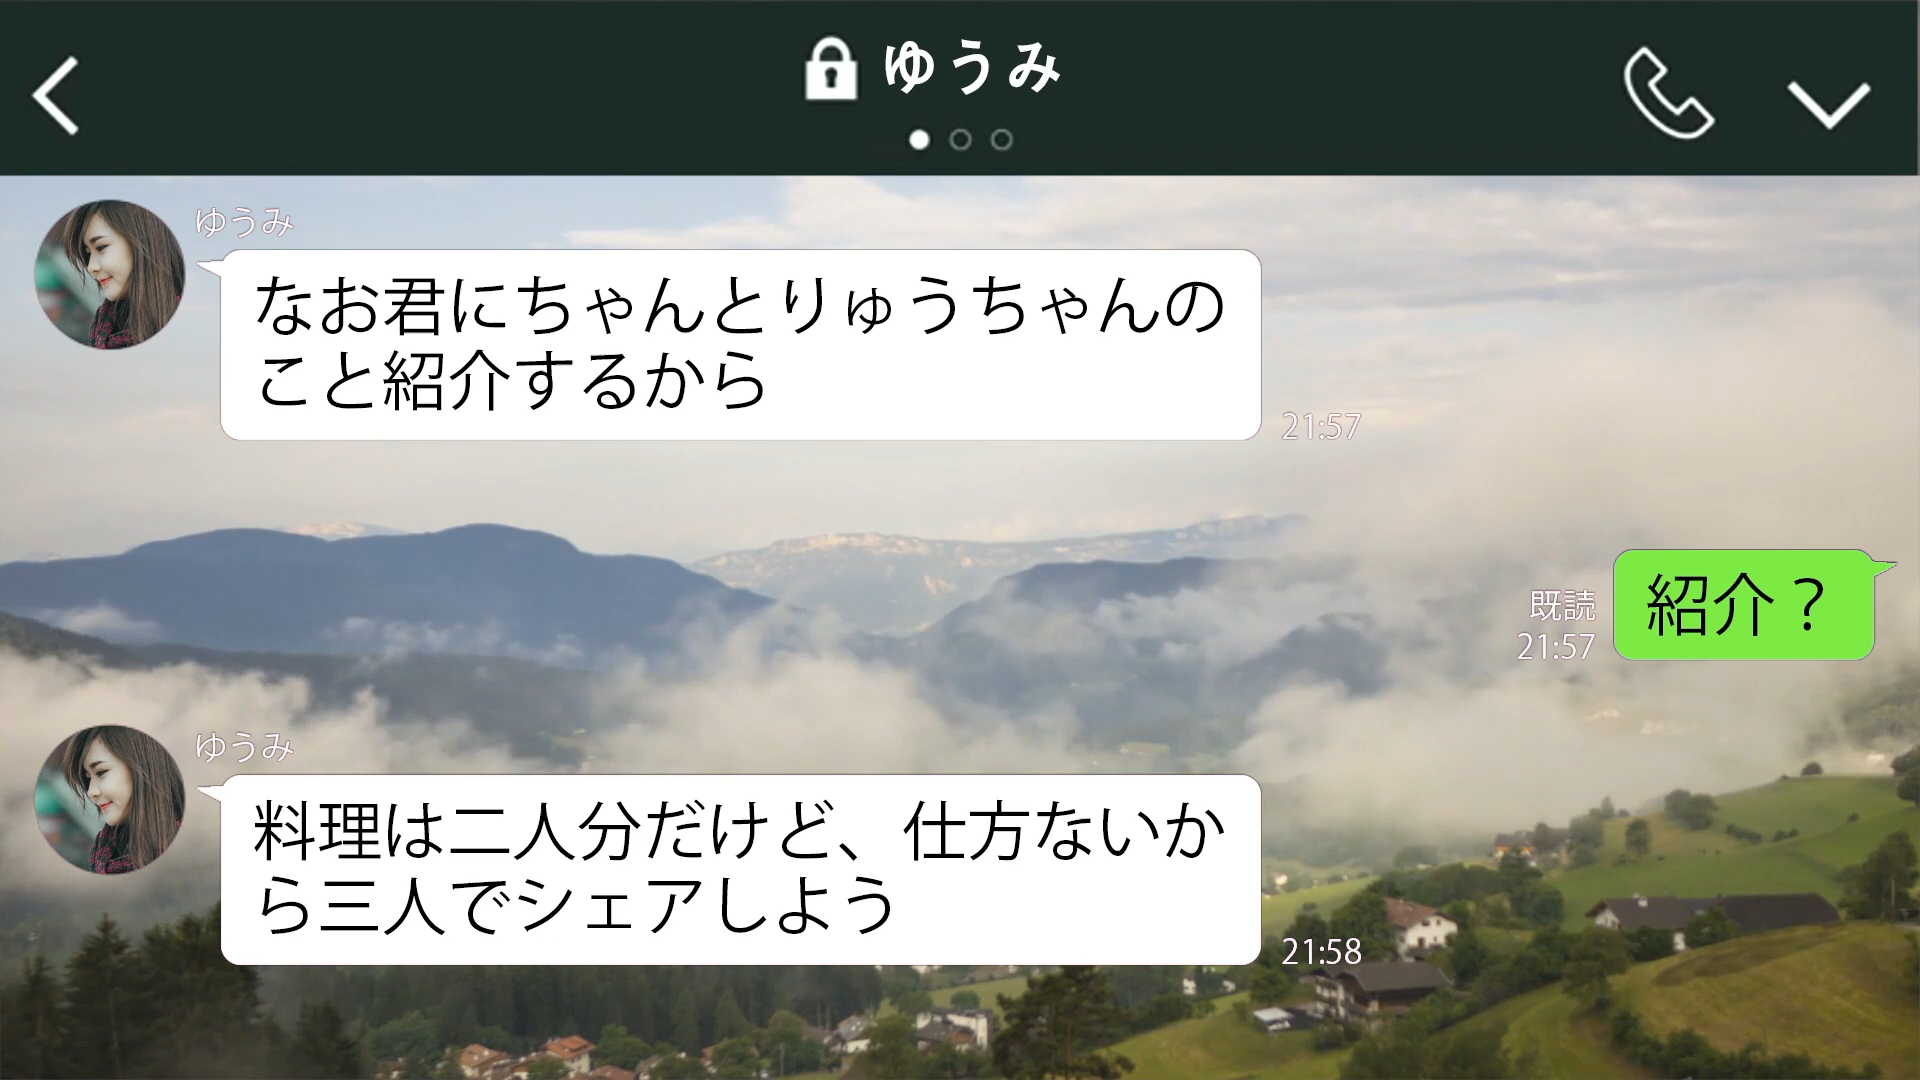 ゆうみ
ゆうみ
なお君にちゃんとりゅうちゃんの
こと紹介するから
21:57
紹介？
既読
21:57
ゆうみ
料理は二人分だけど、仕方ないか
ら三人でシェアしよう
21:58